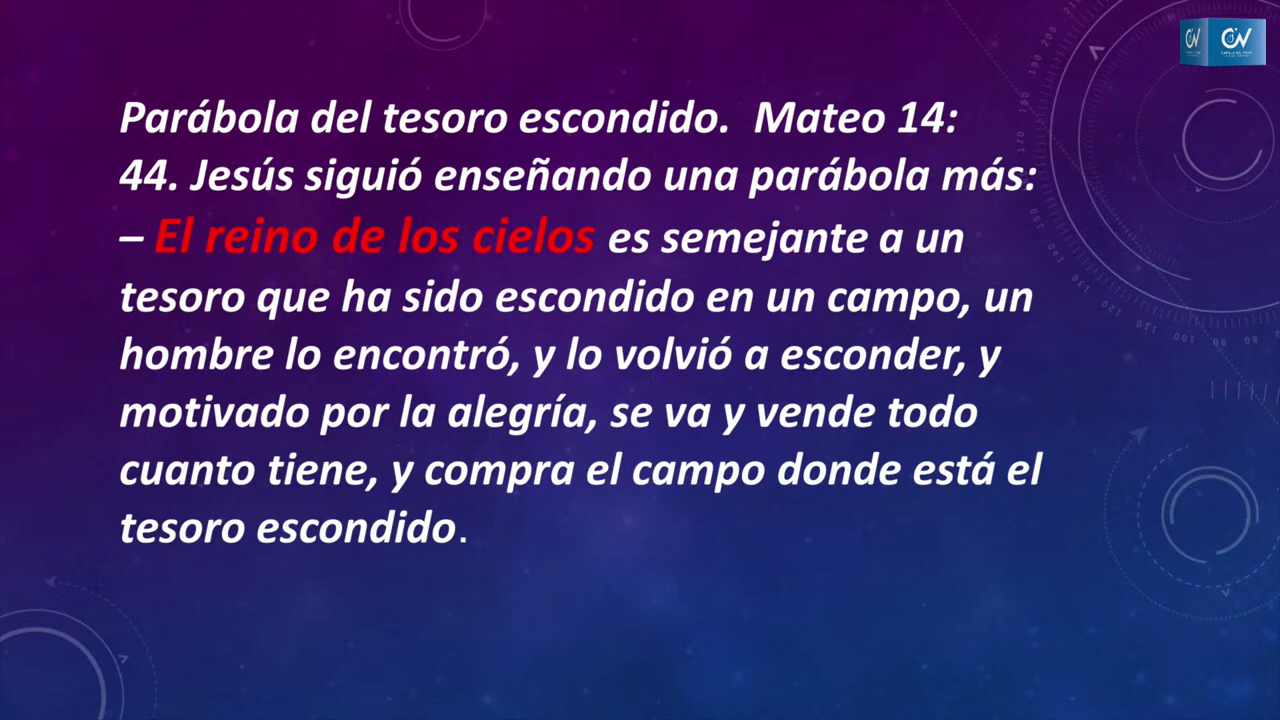 Parábola del tesoro escondido. Mateo 14:
44. Jesús siguió enseñando una parábola más:
– El reino de los cielos es semejante a un
tesoro que ha sido escondido en un campo, un
hombre lo encontró, y lo volvió a esconder, y
motivado por la alegría, se va y vende todo
cuanto tiene, y compra el campo donde está el
tesoro escondido.